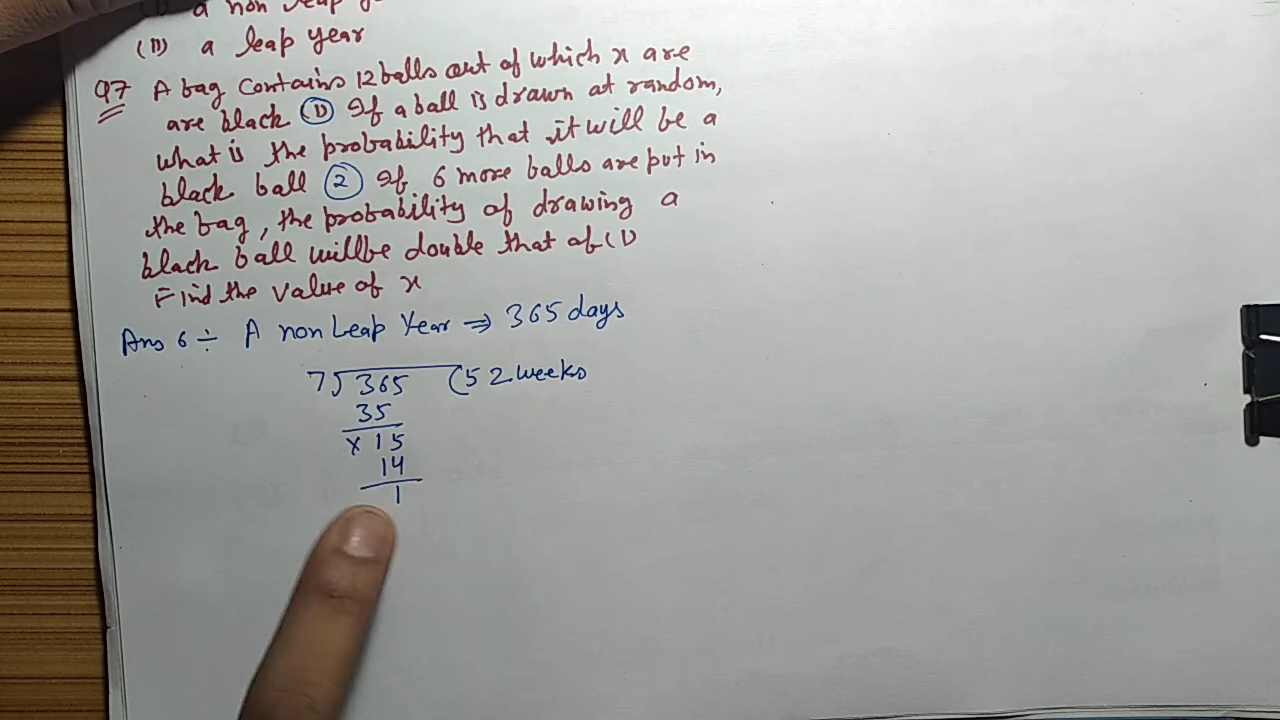 a non leap
(II) a leap year
Q7 A bag contains 12 balls out of which x are
are black (1) If a ball is drawn at random,
what is the probability that it will be a
black ball (2) If 6 more balls are put in
the bag, the probability of drawing a
black ball will be double that of (1)
Find the value of x
Ans 6 ÷ A non Leap Year ⇒ 365 days
7) 365 (52 weeks
35
x 15
14
1